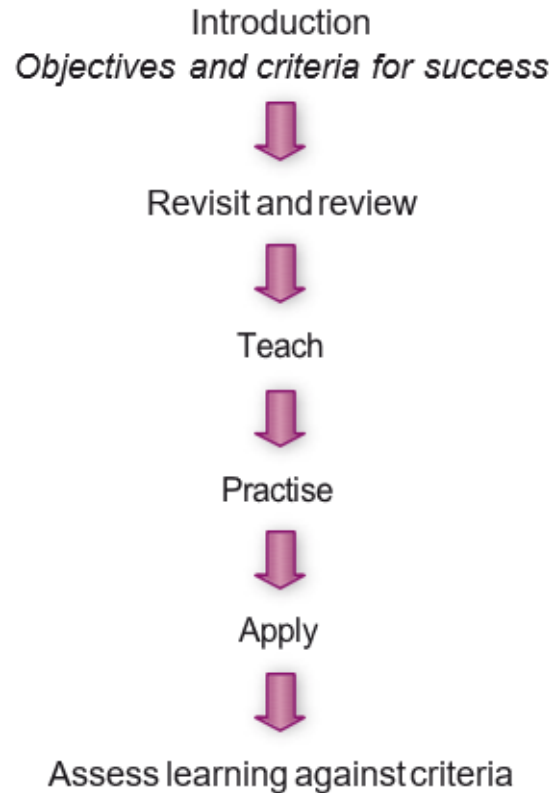 Introduction
Objectives and criteria for success
Revisit and review
Teach
Practise
Apply
Assess learning against criteria